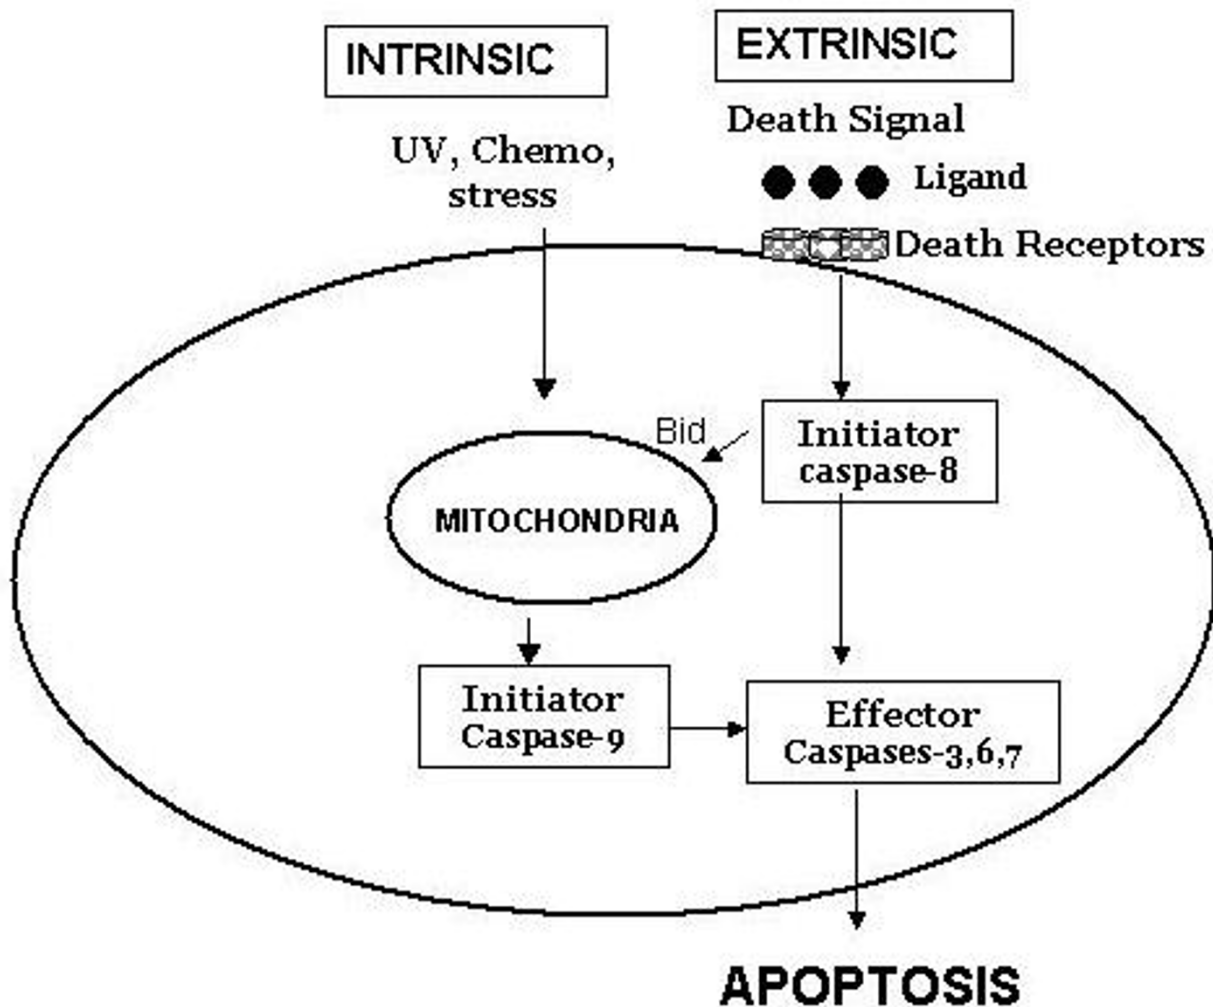 INTRINSIC
EXTRINSIC
UV, Chemo,
stress
Death Signal
Ligand
Death Receptors
Bid
Initiator
caspase-8
MITOCHONDRIA
Initiator
Caspase-9
Effector
Caspases-3,6,7
APOPTOSIS